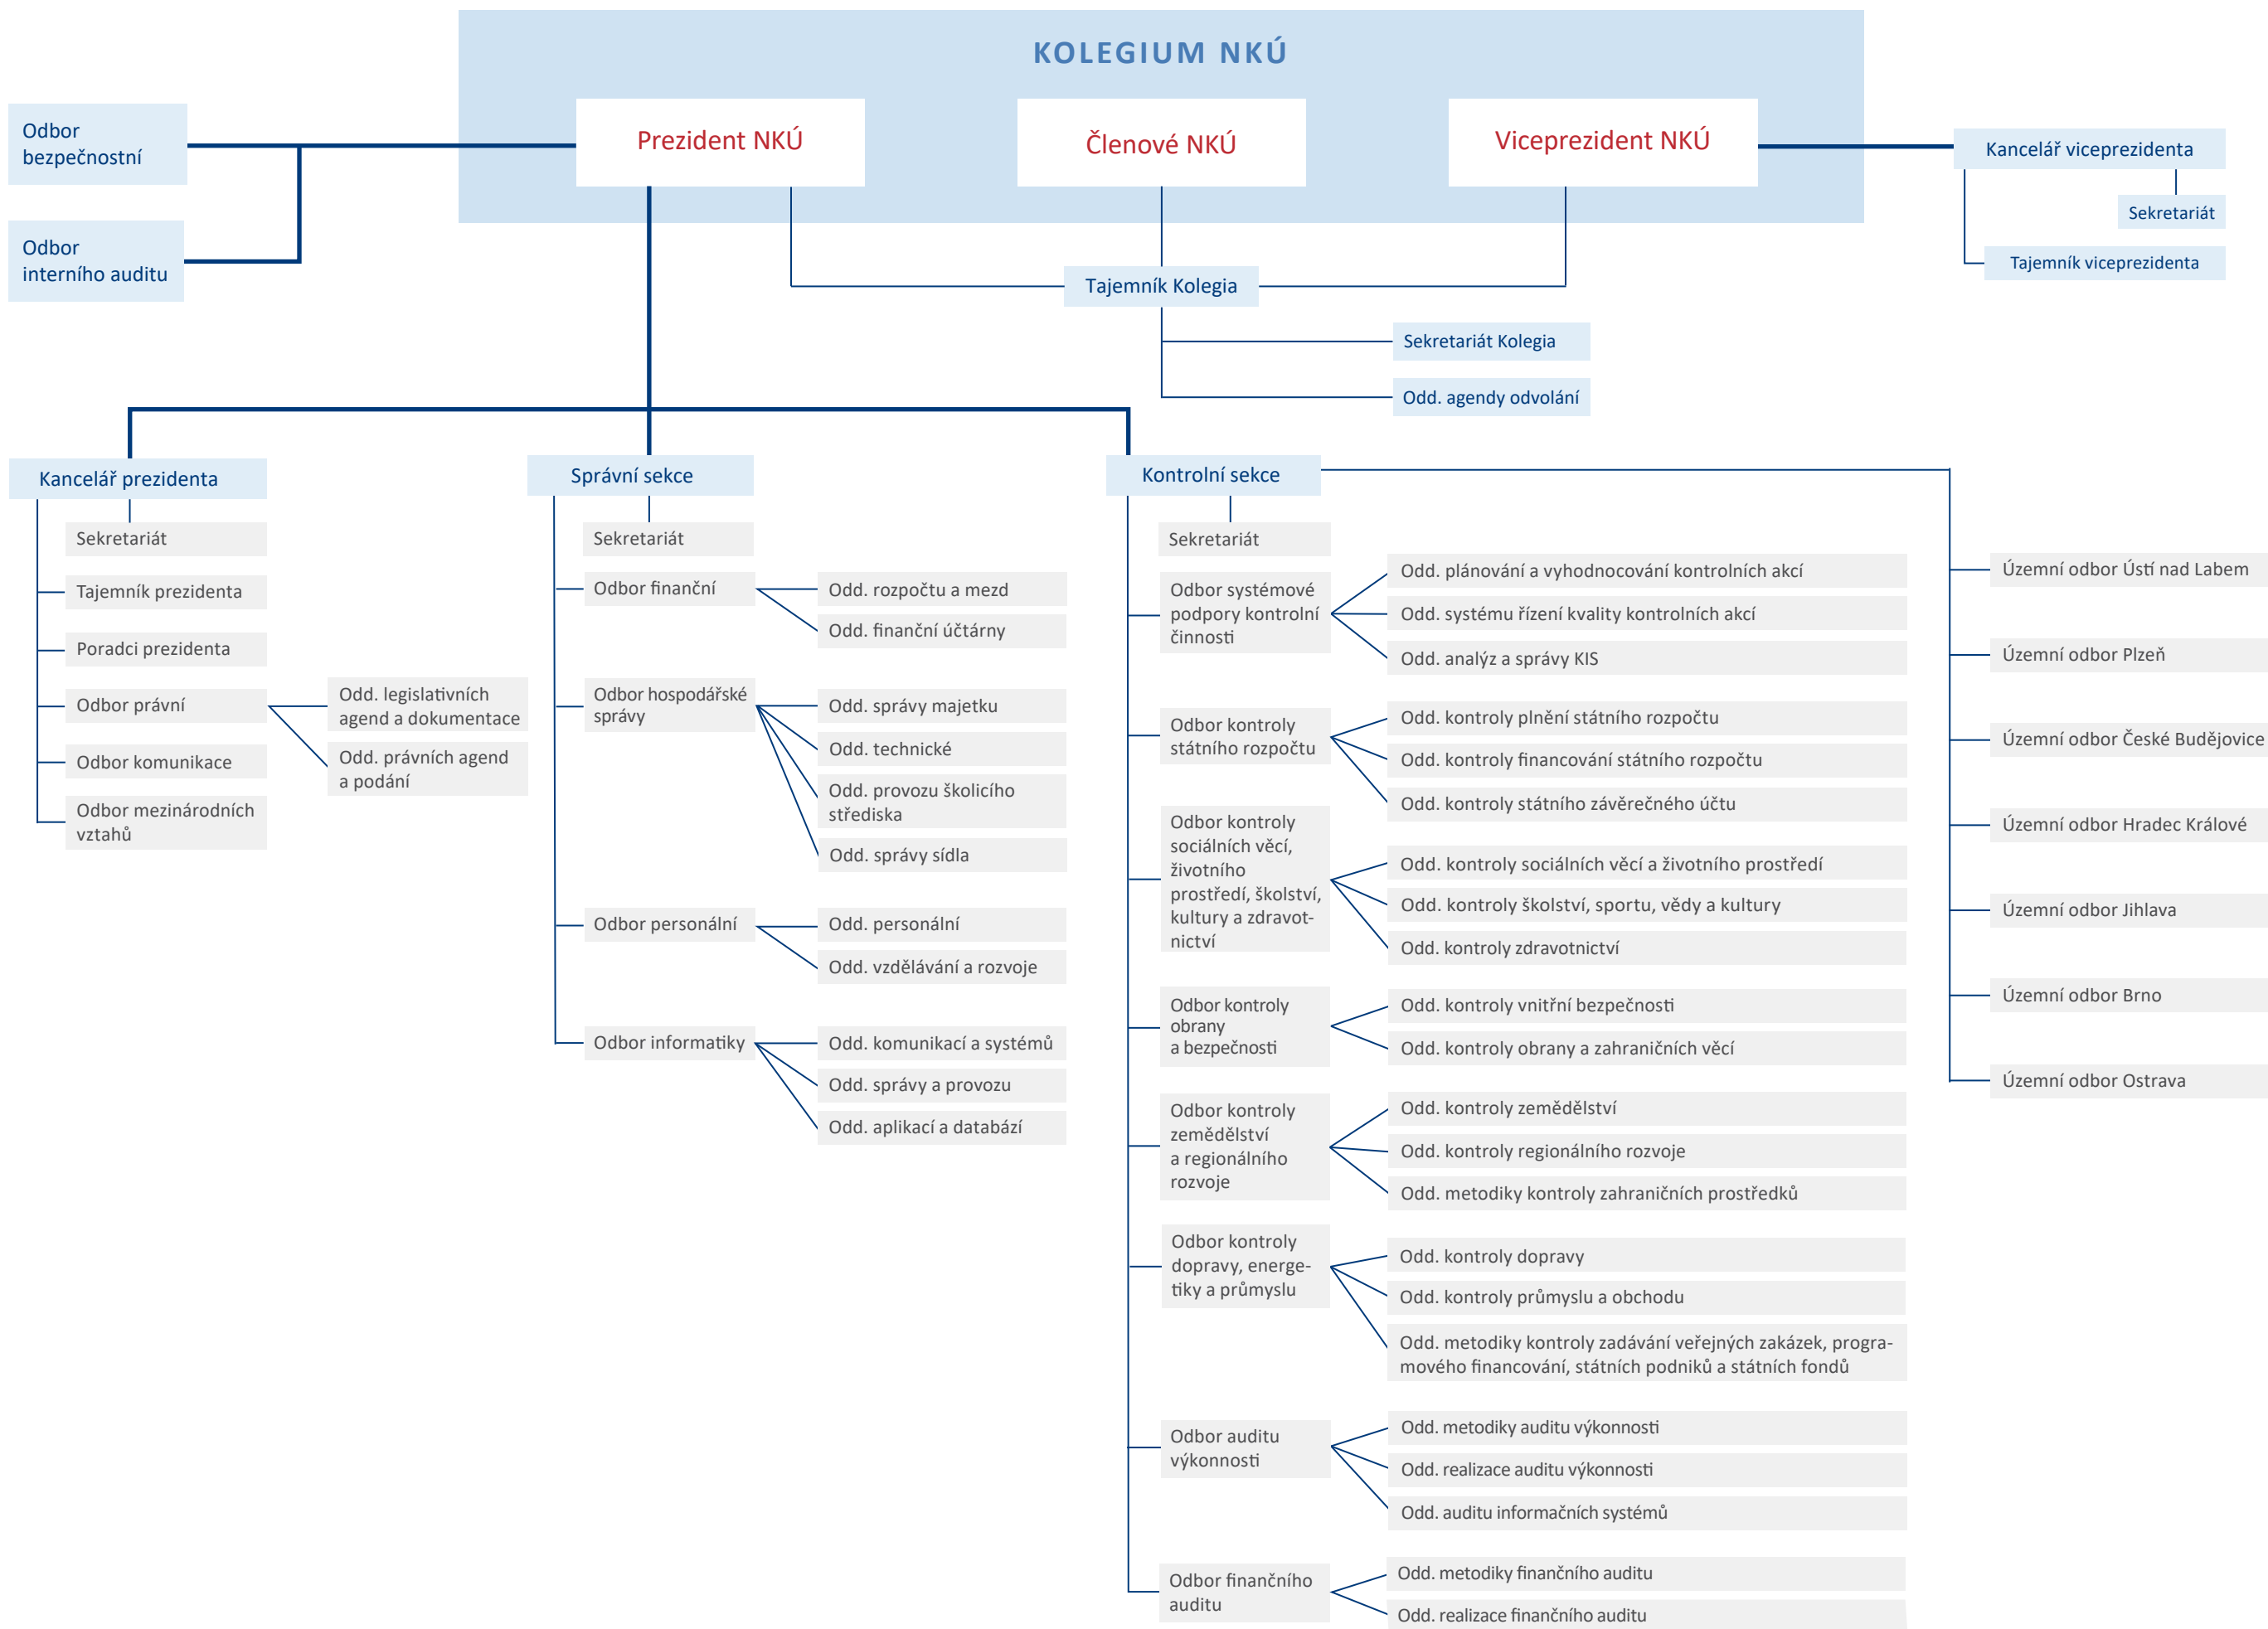 KOLEGIUM NKÚ
Prezident NKÚ
Členové NKÚ
Viceprezident NKÚ
Odbor
bezpečnostní
Odbor
interního auditu
Kancelář viceprezidenta
Sekretariát
Tajemník viceprezidenta
Tajemník Kolegia
Sekretariát Kolegia
Odd. agendy odvolání
Kancelář prezidenta
Sekretariát
Tajemník prezidenta
Poradci prezidenta
Odbor právní
Odd. legislativních
agend a dokumentace
Odd. právních agend
a podání
Odbor komunikace
Odbor mezinárodních
vztahů
Správní sekce
Sekretariát
Odbor finanční
Odd. rozpočtu a mezd
Odd. finanční účtárny
Odbor hospodářské
správy
Odd. správy majetku
Odd. technické
Odd. provozu školicího
střediska
Odd. správy sídla
Odbor personální
Odd. personální
Odd. vzdělávání a rozvoje
Odbor informatiky
Odd. komunikací a systémů
Odd. správy a provozu
Odd. aplikací a databází
Kontrolní sekce
Sekretariát
Odbor systémové
podpory kontrolní
činnosti
Odd. plánování a vyhodnocování kontrolních akcí
Odd. systému řízení kvality kontrolních akcí
Odd. analýz a správy KIS
Odbor kontroly
státního rozpočtu
Odd. kontroly plnění státního rozpočtu
Odd. kontroly financování státního rozpočtu
Odd. kontroly státního závěrečného účtu
Odbor kontroly
sociálních věcí,
životního
prostředí, školství,
kultury a zdravot-
nictví
Odd. kontroly sociálních věcí a životního prostředí
Odd. kontroly školství, sportu, vědy a kultury
Odd. kontroly zdravotnictví
Odbor kontroly
obrany
a bezpečnosti
Odd. kontroly vnitřní bezpečnosti
Odd. kontroly obrany a zahraničních věcí
Odbor kontroly
zemědělství
a regionálního
rozvoje
Odd. kontroly zemědělství
Odd. kontroly regionálního rozvoje
Odd. metodiky kontroly zahraničních prostředků
Odbor kontroly
dopravy, energe-
tiky a průmyslu
Odd. kontroly dopravy
Odd. kontroly průmyslu a obchodu
Odd. metodiky kontroly zadávání veřejných zakázek, progra-
mového financování, státních podniků a státních fondů
Odbor auditu
výkonnosti
Odd. metodiky auditu výkonnosti
Odd. realizace auditu výkonnosti
Odd. auditu informačních systémů
Odbor finančního
auditu
Odd. metodiky finančního auditu
Odd. realizace finančního auditu
Územní odbor Ústí nad Labem
Územní odbor Plzeň
Územní odbor České Budějovice
Územní odbor Hradec Králové
Územní odbor Jihlava
Územní odbor Brno
Územní odbor Ostrava